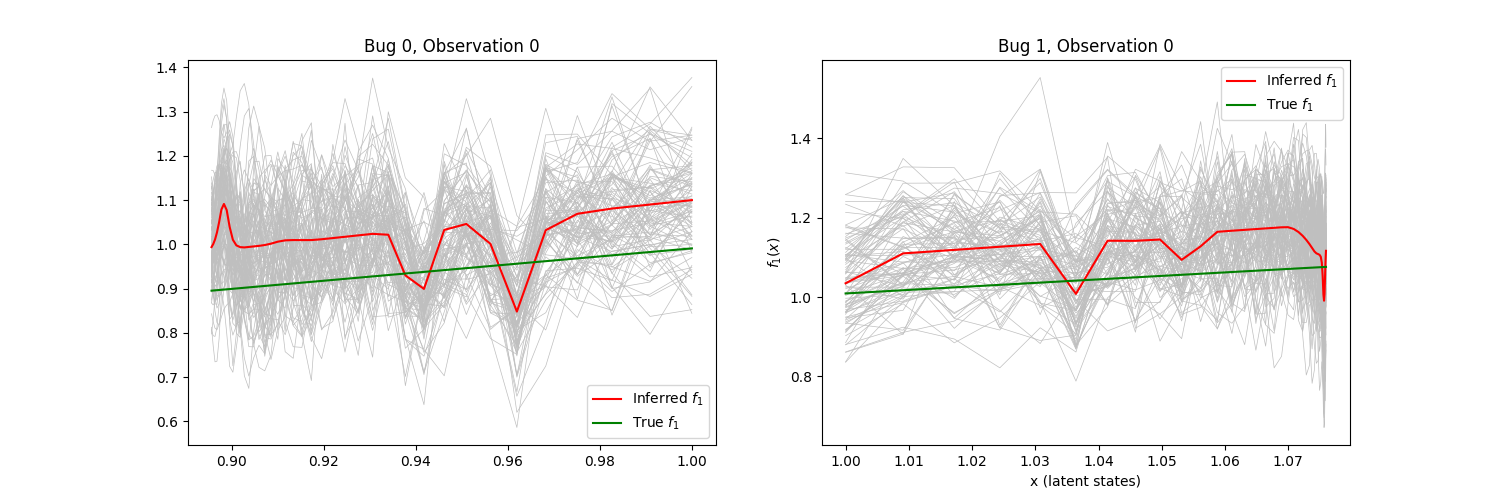 Bug 0, Observation 0
1.4
1.3
1.2
1.1
1.0
0.9
0.8
0.7
0.6
Inferred f₁
True f₁
0.90 0.92 0.94 0.96 0.98 1.00
Bug 1, Observation 0
Inferred f₁
True f₁
f₁(x)
1.4
1.2
1.0
0.8
1.00 1.01 1.02 1.03 1.04 1.05 1.06 1.07
x (latent states)